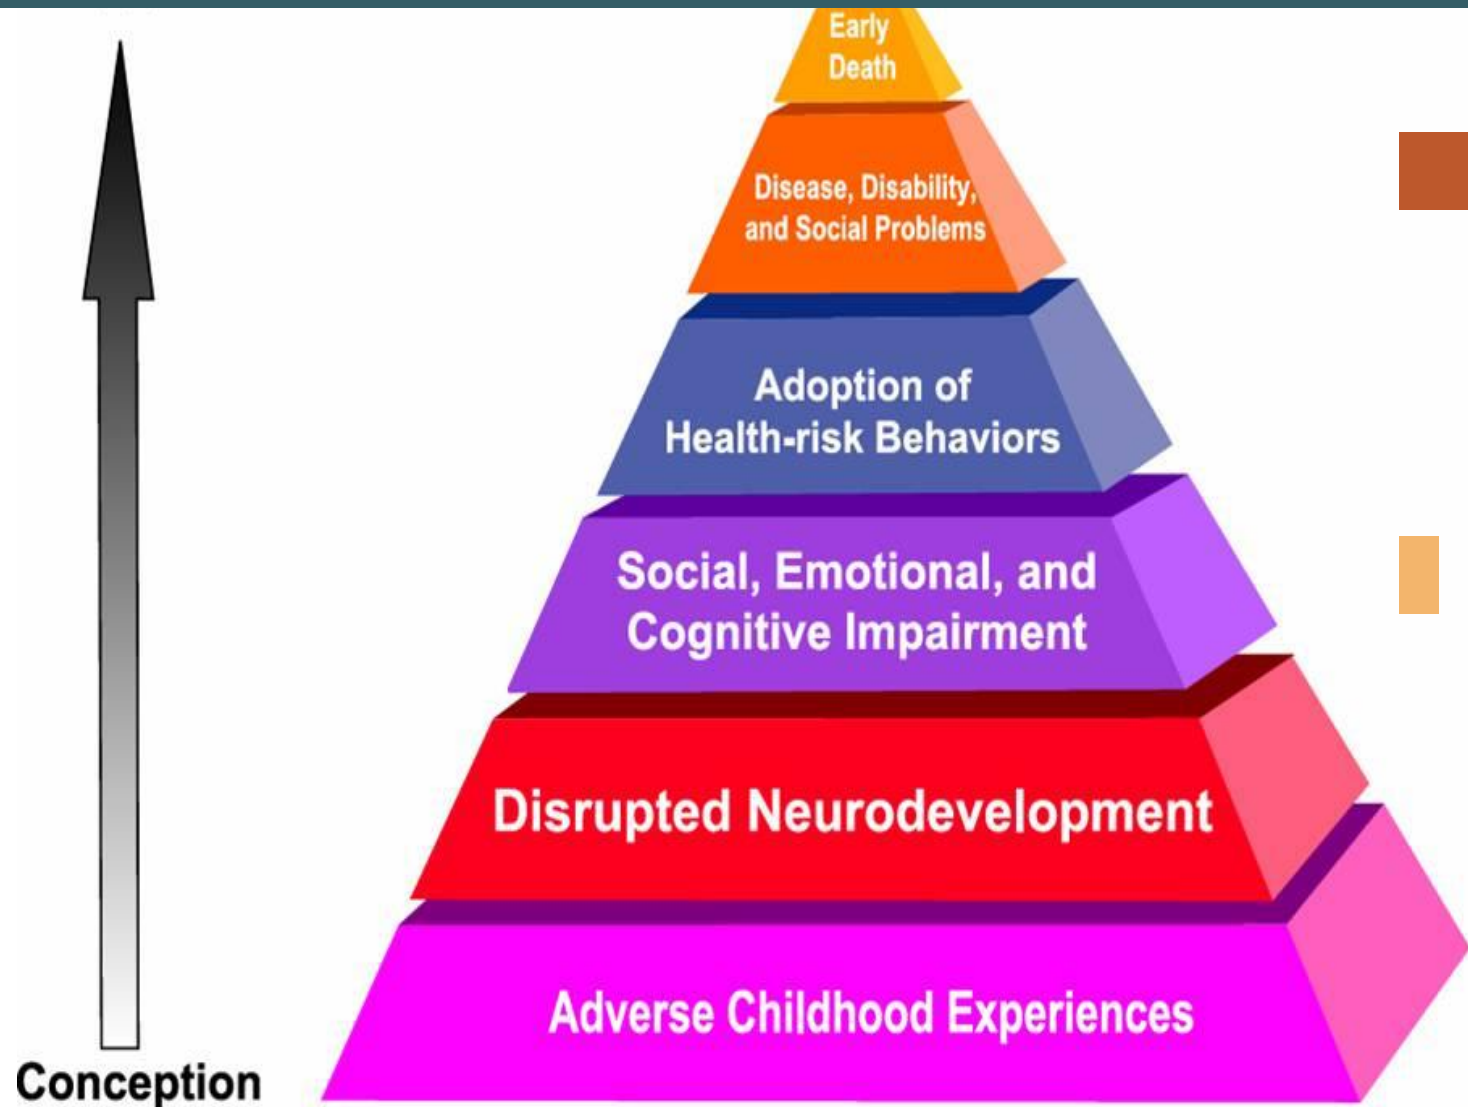 Early
Death
Disease, Disability,
and Social Problems
Adoption of
Health-risk Behaviors
Social, Emotional, and
Cognitive Impairment
Disrupted Neurodevelopment
Adverse Childhood Experiences
Conception